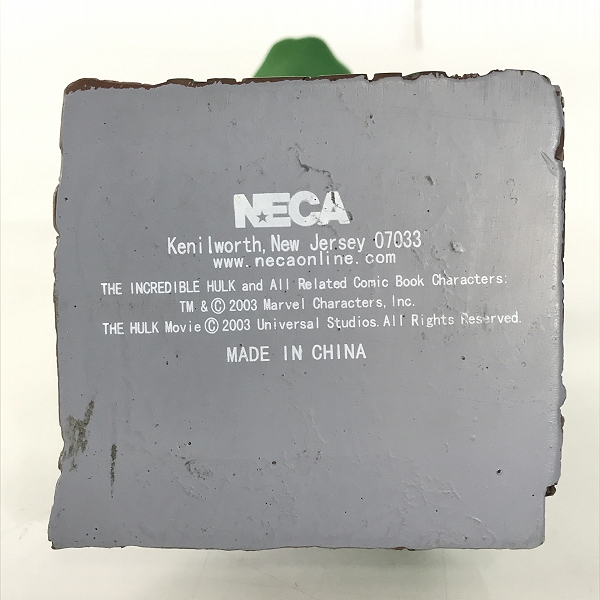 NECA
Kenilworth, New Jersey 07033
www.necaonline.com
THE INCREDIBLE HULK and All Related Comic Book Characters:
TM & © 2003 Marvel Characters, Inc.
THE HULK Movie © 2003 Universal Studios. All Rights Reserved.
MADE IN CHINA